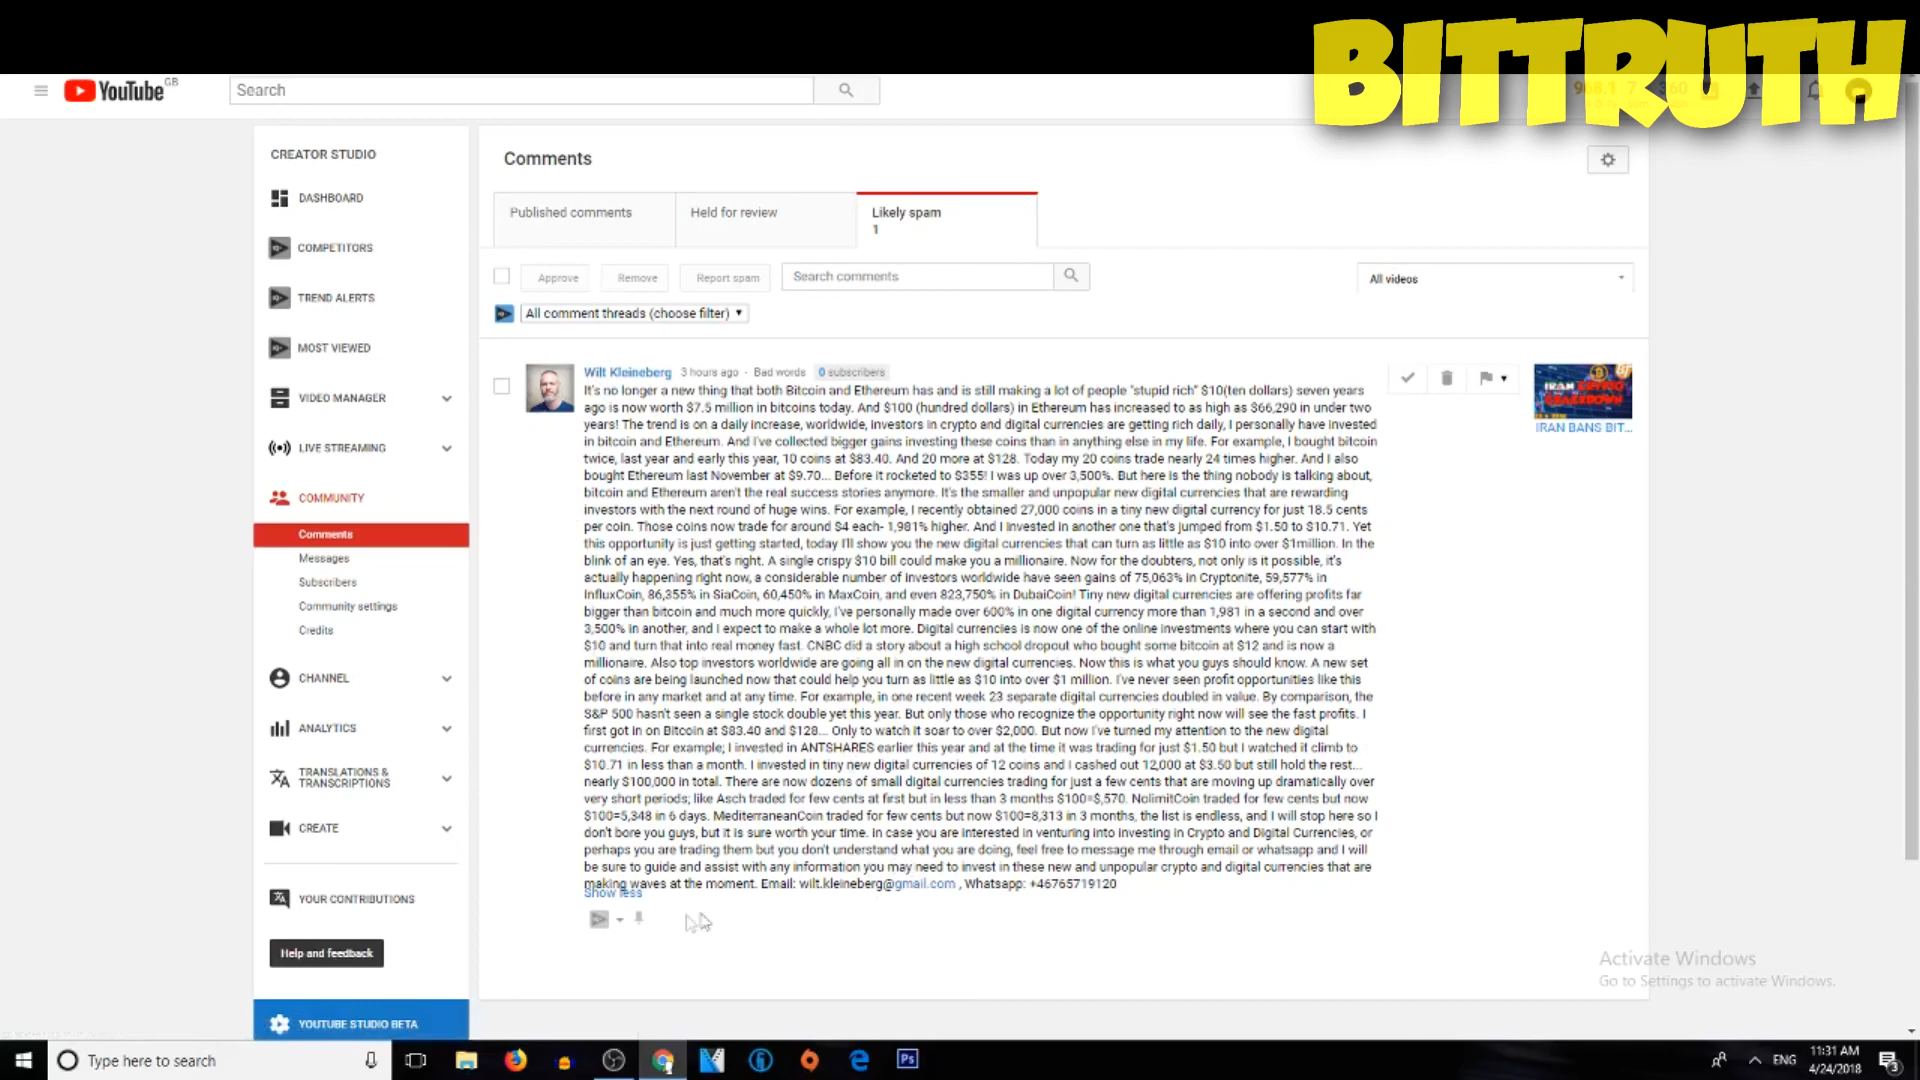 BITTRUTH
YouTube GB
Search
CREATOR STUDIO
DASHBOARD
COMPETITORS
TREND ALERTS
MOST VIEWED
VIDEO MANAGER
LIVE STREAMING
COMMUNITY
Comments
Messages
Subscribers
Community settings
Credits
CHANNEL
ANALYTICS
TRANSLATIONS &
TRANSCRIPTIONS
CREATE
YOUR CONTRIBUTIONS
Help and feedback
YOUTUBE STUDIO BETA
Comments
Published comments
Held for review
Likely spam
1
Approve
Remove
Report spam
Search comments
All videos
All comment threads (choose filter)
Wilt Kleineberg 3 hours ago · Bad words 0 subscribers
It's no longer a new thing that both Bitcoin and Ethereum has and is still making a lot of people "stupid rich" $10(ten dollars) seven years
ago is now worth $7.5 million in bitcoins today. And $100 (hundred dollars) in Ethereum has increased to as high as $66,290 in under two
years! The trend is on a daily increase, worldwide, investors in crypto and digital currencies are getting rich daily, I personally have invested
in bitcoin and Ethereum. And I've collected bigger gains investing these coins than in anything else in my life. For example, I bought bitcoin
twice, last year and early this year, 10 coins at $83.40. And 20 more at $128. Today my 20 coins trade nearly 24 times higher. And I also
bought Ethereum last November at $9.70... Before it rocketed to $355! I was up over 3,500%. But here is the thing nobody is talking about,
bitcoin and Ethereum aren't the real success stories anymore. It's the smaller and unpopular new digital currencies that are rewarding
investors with the next round of huge wins. For example, I recently obtained 27,000 coins in a tiny new digital currency for just 18.5 cents
per coin. Those coins now trade for around $4 each- 1,981% higher. And I invested in another one that's jumped from $1.50 to $10.71. Yet
this opportunity is just getting started, today I'll show you the new digital currencies that can turn as little as $10 into over $1million. In the
blink of an eye. Yes, that's right. A single crispy $10 bill could make you a millionaire. Now for the doubters, not only is it possible, it's
actually happening right now, a considerable number of investors worldwide have seen gains of 75,063% in Cryptonite, 59,577% in
InfluxCoin, 86,355% in SiaCoin, 60,450% in MaxCoin, and even 823,750% in DubaiCoin! Tiny new digital currencies are offering profits far
bigger than bitcoin and much more quickly, I've personally made over 600% in one digital currency more than 1,981 in a second and over
3,500% in another, and I expect to make a whole lot more. Digital currencies is now one of the online investments where you can start with
$10 and turn that into real money fast. CNBC did a story about a high school dropout who bought some bitcoin at $12 and is now a
millionaire. Also top investors worldwide are going all in on the new digital currencies. Now this is what you guys should know. A new set
of coins are being launched now that could help you turn as little as $10 into over $1 million. I've never seen profit opportunities like this
before in any market and at any time. For example, in one recent week 23 separate digital currencies doubled in value. By comparison, the
S&P 500 hasn't seen a single stock double yet this year. But only those who recognize the opportunity right now will see the fast profits. I
first got in on Bitcoin at $83.40 and $128... Only to watch it soar to over $2,000. But now I've turned my attention to the new digital
currencies. For example; I invested in ANTSHARES earlier this year and at the time it was trading for just $1.50 but I watched it climb to
$10.71 in less than a month. I invested in tiny new digital currencies of 12 coins and I cashed out 12,000 at $3.50 but still hold the rest...
nearly $100,000 in total. There are now dozens of small digital currencies trading for just a few cents that are moving up dramatically over
very short periods; like Asch traded for few cents at first but in less than 3 months $100=$,570. NolimitCoin traded for few cents but now
$100=5,348 in 6 days. MediterraneanCoin traded for few cents but now $100=8,313 in 3 months, the list is endless, and I will stop here so I
don't bore you guys, but it is sure worth your time. In case you are interested in venturing into investing in Crypto and Digital Currencies, or
perhaps you are trading them but you don't understand what you are doing, feel free to message me through email or whatsapp and I will
be sure to guide and assist with any information you may need to invest in these new and unpopular crypto and digital currencies that are
making waves at the moment. Email: wilt.kleineberg@gmail.com , Whatsapp: +46765719120
Show less
IRAN CRYPTO
CRACKDOWN
IRAN BANS BIT...
Activate Windows
Go to Settings to activate Windows.
Type here to search
Ps
ENG
11:31 AM
4/24/2018
3